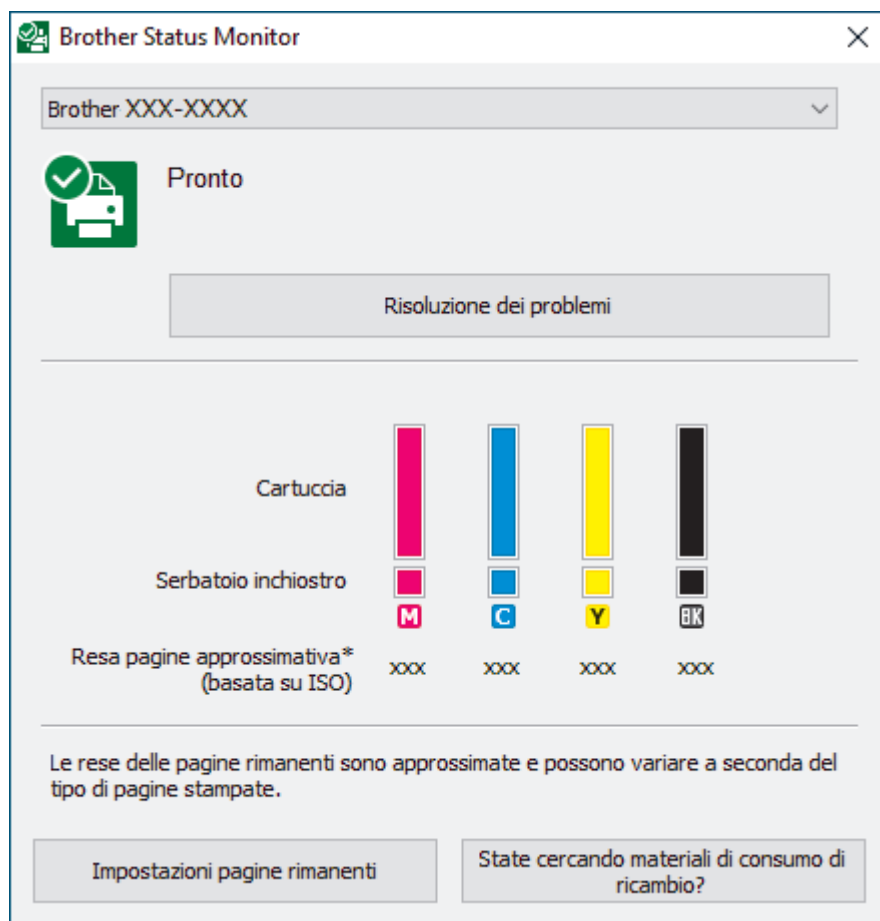 Brother Status Monitor
Brother XXX-XXXX
Pronto
Risoluzione dei problemi
Cartuccia
Serbatoio inchiostro
M C Y BK
Resa pagine approssimativa* xxx xxx xxx xxx
(basata su ISO)
Le rese delle pagine rimanenti sono approssimate e possono variare a seconda del
tipo di pagine stampate.
Impostazioni pagine rimanenti
State cercando materiali di consumo di
ricambio?